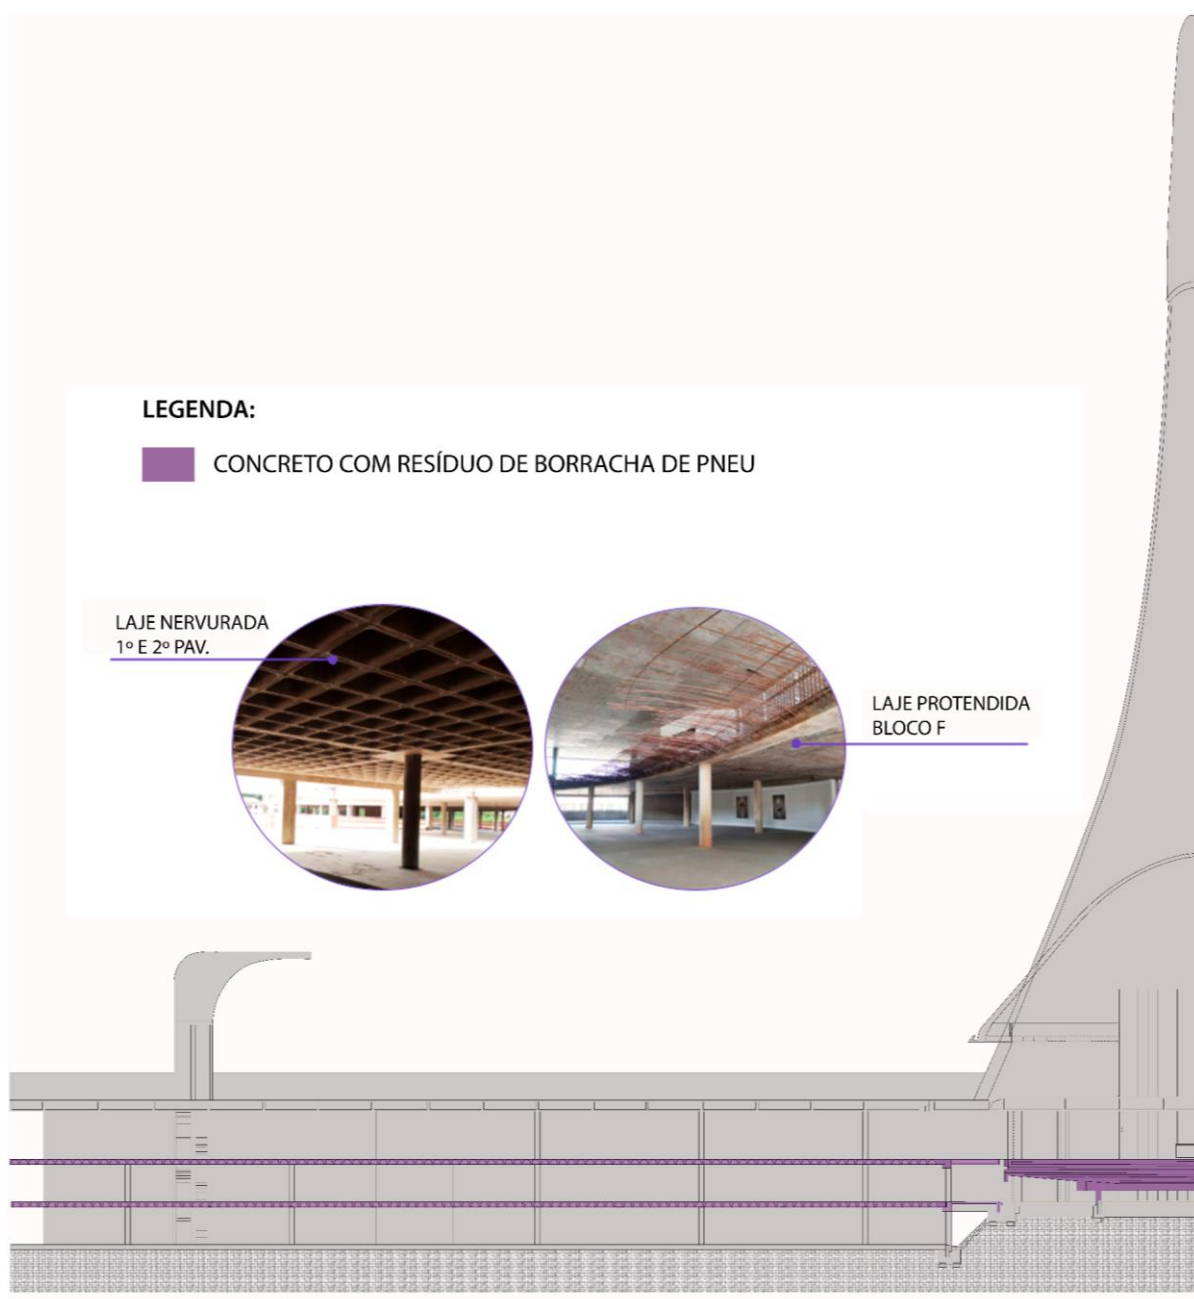 LEGENDA:
CONCRETO COM RESÍDUO DE BORRACHA DE PNEU
LAJE NERVURADA
1º E 2º PAV.
LAJE PROTENDIDA
BLOCO F